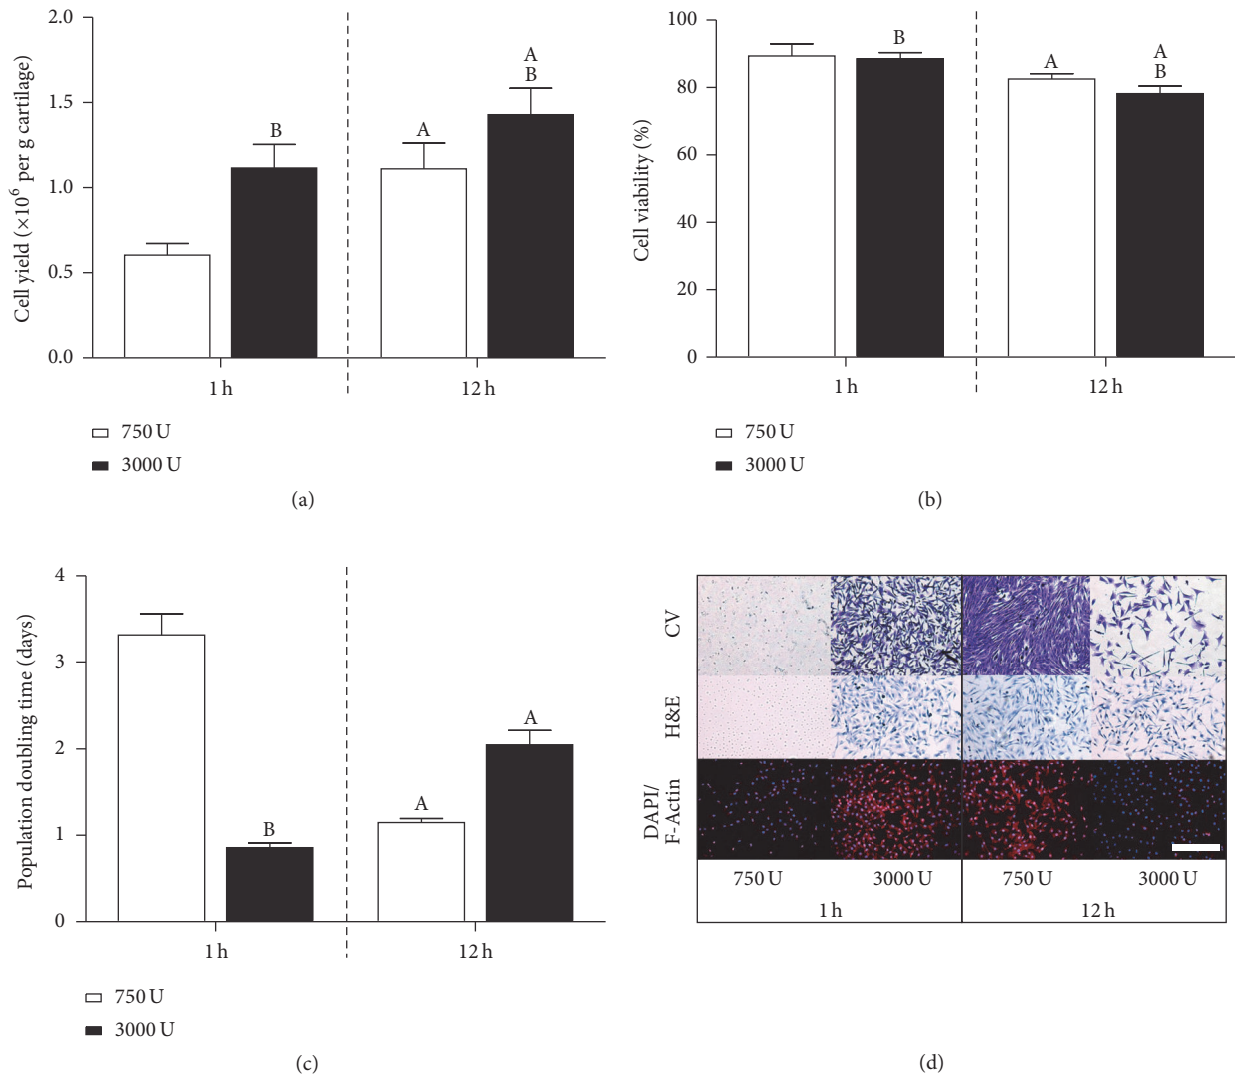 Cell yield (×10⁶ per g cartilage)
2.0
1.5
1.0
0.5
0.0
B
A
A
B
1 h
12 h
750 U
3000 U
(a)
Cell viability (%)
100
80
60
40
20
0
B
A
A
B
1 h
12 h
750 U
3000 U
(b)
Population doubling time (days)
4
3
2
1
0
B
A
A
1 h
12 h
750 U
3000 U
(c)
CV
H&E
DAPI/
F-Actin
750 U 3000 U 750 U 3000 U
1 h 12 h
(d)